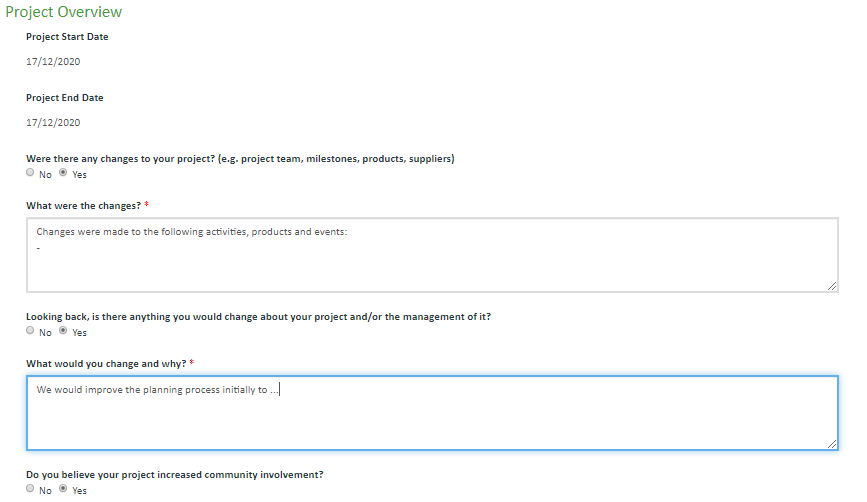 Project Overview
Project Start Date
17/12/2020
Project End Date
17/12/2020
Were there any changes to your project? (e.g. project team, milestones, products, suppliers)
No Yes
What were the changes? *
Changes were made to the following activities, products and events:
-
Looking back, is there anything you would change about your project and/or the management of it?
No Yes
What would you change and why? *
We would improve the planning process initially to ...
Do you believe your project increased community involvement?
No Yes